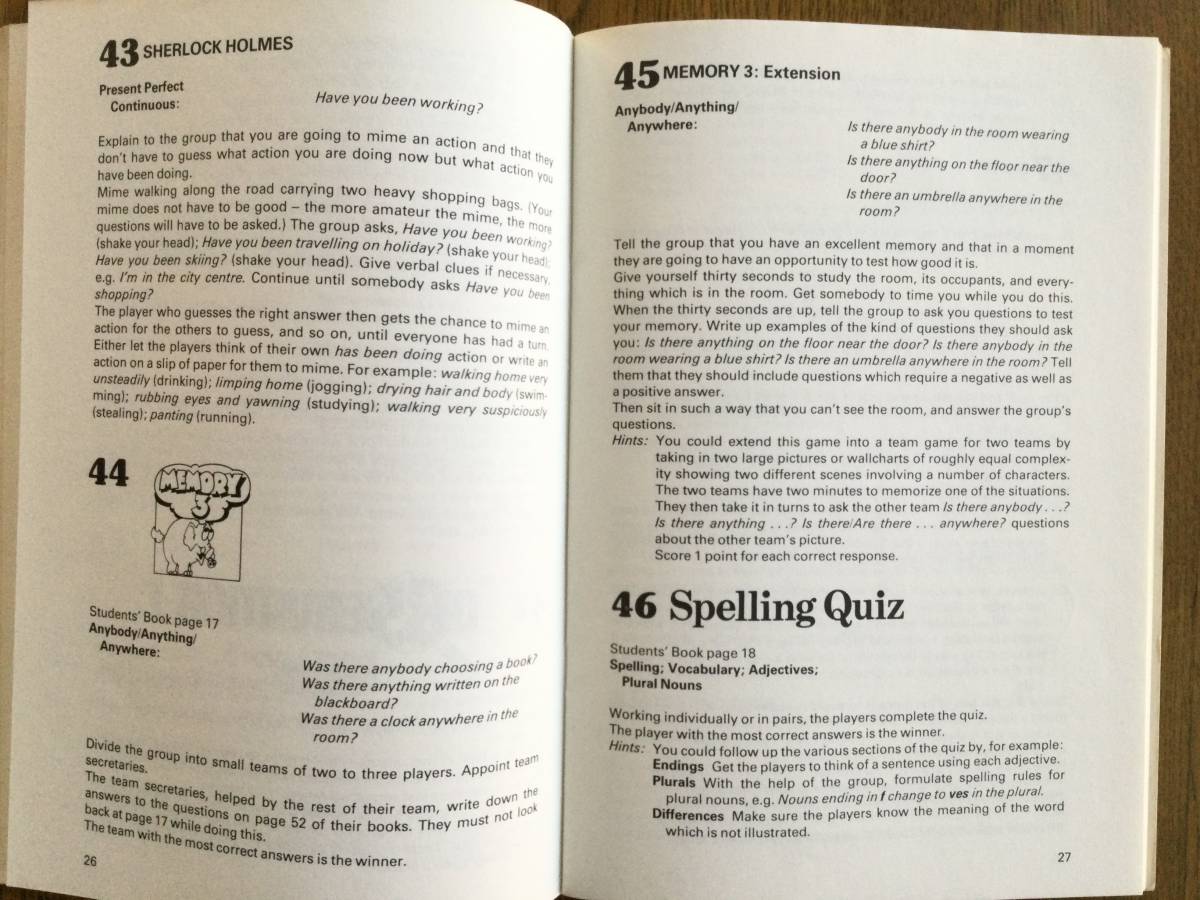 43 SHERLOCK HOLMES
Present Perfect
Continuous:
Have you been working?
Explain to the group that you are going to mime an action and that they
don't have to guess what action you are doing now but what action you
have been doing.
Mime walking along the road carrying two heavy shopping bags. (Your
mime does not have to be good – the more amateur the mime, the more
questions will have to be asked.) The group asks, Have you been working?
(shake your head); Have you been travelling on holiday? (shake your head);
Have you been skiing? (shake your head). Give verbal clues if necessary,
e.g. I'm in the city centre. Continue until somebody asks Have you been
shopping?
The player who guesses the right answer then gets the chance to mime an
action for the others to guess, and so on, until everyone has had a turn.
Either let the players think of their own has been doing action or write an
action on a slip of paper for them to mime. For example: walking home very
unsteadily (drinking); limping home (jogging); drying hair and body (swim-
ming); rubbing eyes and yawning (studying); walking very suspiciously
(stealing); panting (running).
44
MEMORY
3
Students' Book page 17
Anybody/Anything/
Anywhere:
Was there anybody choosing a book?
Was there anything written on the
blackboard?
Was there a clock anywhere in the
room?
Divide the group into small teams of two to three players. Appoint team
secretaries.
The team secretaries, helped by the rest of their team, write down the
answers to the questions on page 52 of their books. They must not look
back at page 17 while doing this.
The team with the most correct answers is the winner.
26
45 MEMORY 3: Extension
Anybody/Anything/
Anywhere:
Is there anybody in the room wearing
a blue shirt?
Is there anything on the floor near the
door?
Is there an umbrella anywhere in the
room?
Tell the group that you have an excellent memory and that in a moment
they are going to have an opportunity to test how good it is.
Give yourself thirty seconds to study the room, its occupants, and every-
thing which is in the room. Get somebody to time you while you do this.
When the thirty seconds are up, tell the group to ask you questions to test
your memory. Write up examples of the kind of questions they should ask
you: Is there anything on the floor near the door? Is there anybody in the
room wearing a blue shirt? Is there an umbrella anywhere in the room? Tell
them that they should include questions which require a negative as well as
a positive answer.
Then sit in such a way that you can't see the room, and answer the group's
questions.
Hints: You could extend this game into a team game for two teams by
taking in two large pictures or wallcharts of roughly equal complex-
ity showing two different scenes involving a number of characters.
The two teams have two minutes to memorize one of the situations.
They then take it in turns to ask the other team Is there anybody . . .?
Is there anything . . .? Is there/Are there . . . anywhere? questions
about the other team's picture.
Score 1 point for each correct response.
46 Spelling Quiz
Students' Book page 18
Spelling; Vocabulary; Adjectives;
Plural Nouns
Working individually or in pairs, the players complete the quiz.
The player with the most correct answers is the winner.
Hints: You could follow up the various sections of the quiz by, for example:
Endings Get the players to think of a sentence using each adjective.
Plurals With the help of the group, formulate spelling rules for
plural nouns, e.g. Nouns ending in f change to ves in the plural.
Differences Make sure the players know the meaning of the word
which is not illustrated.
27